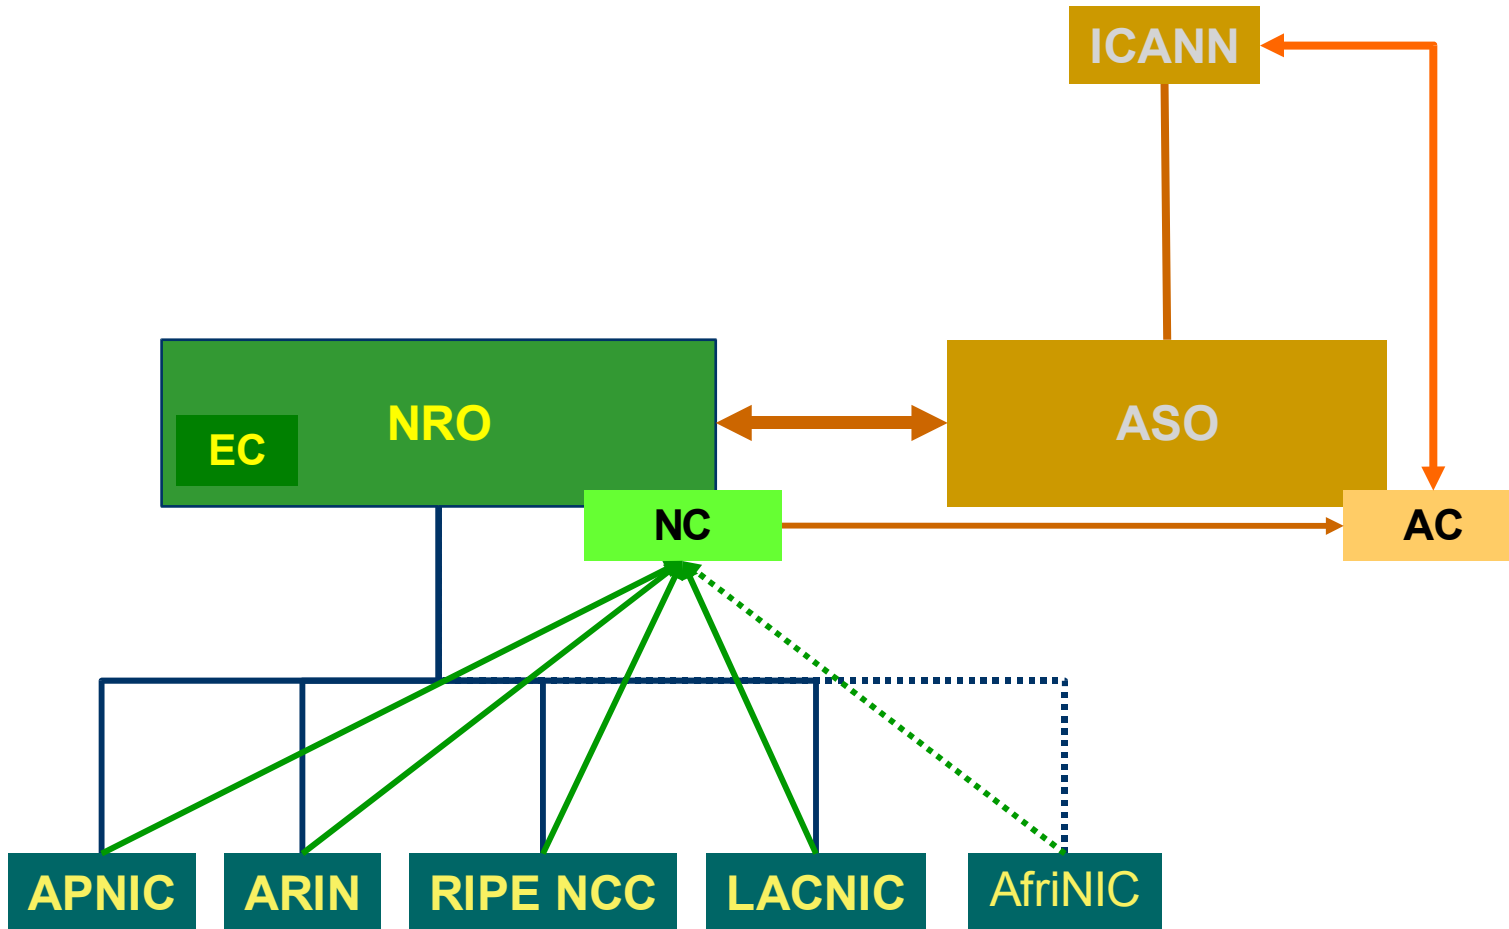 ICANN
NRO
ASO
EC
NC
AC
APNIC
ARIN
RIPE NCC
LACNIC
AfriNIC